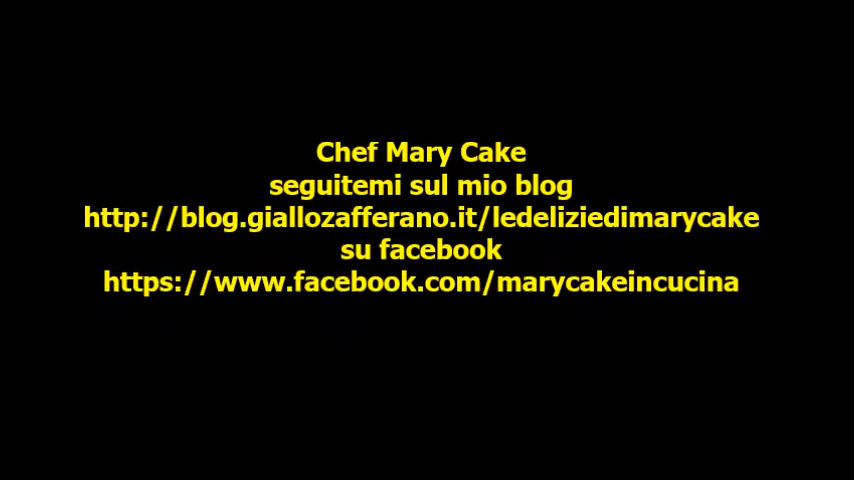 Chef Mary Cake
seguitemi sul mio blog
http://blog.giallozafferano.it/ledeliziedimarycake
su facebook
https://www.facebook.com/marycakeincucina